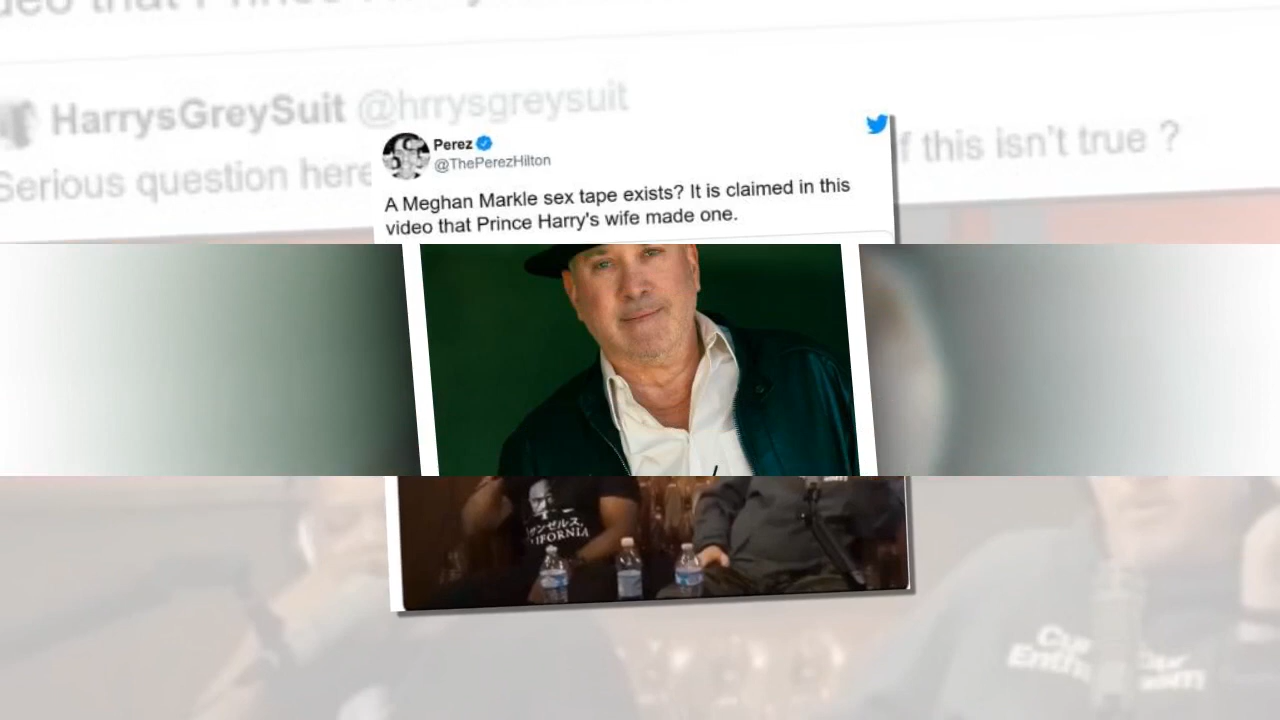 HarrysGreySuit @hrrysgreysuit
Serious question here
f this isn't true ?
Perez
@ThePerezHilton
A Meghan Markle sex tape exists? It is claimed in this
video that Prince Harry's wife made one.
IFORNIA